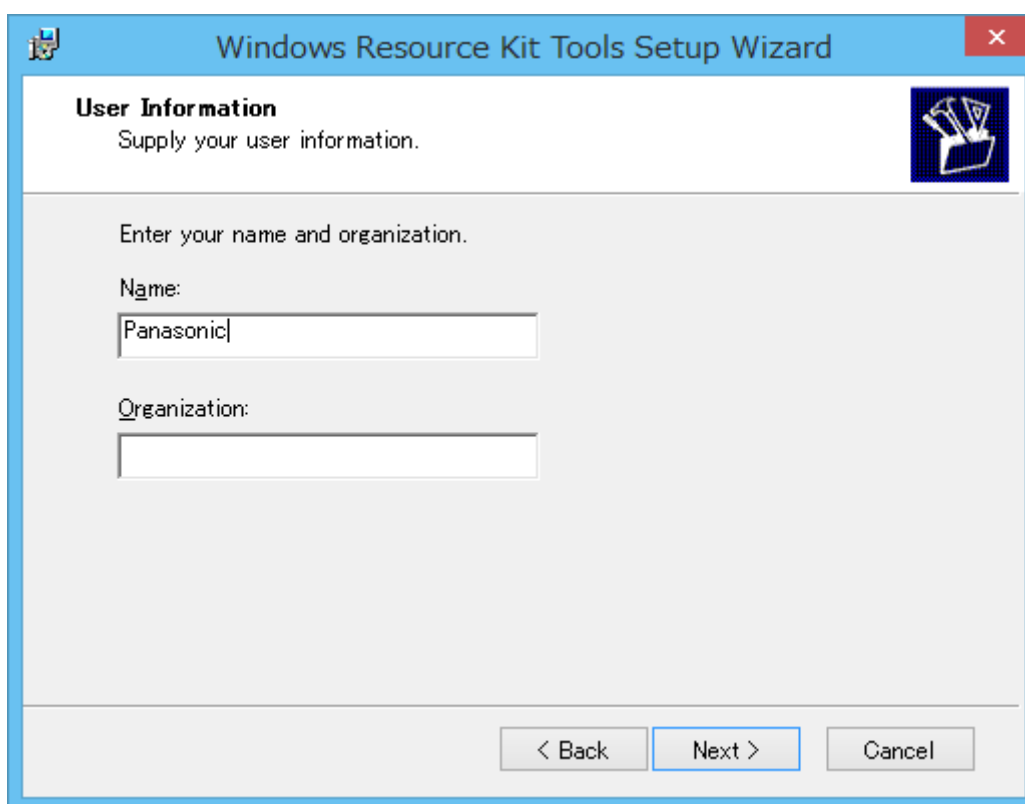 Windows Resource Kit Tools Setup Wizard
User Information
Supply your user information.
Enter your name and organization.
Name:
Panasonic
Organization:
< Back
Next >
Cancel